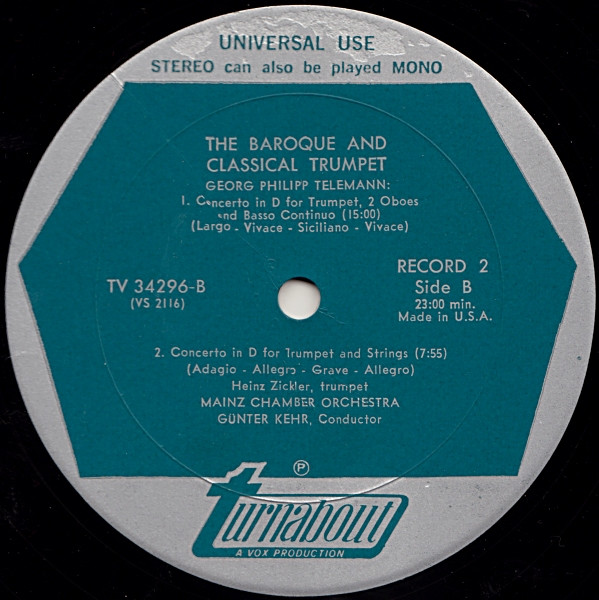 UNIVERSAL USE
STEREO can also be played MONO
THE BAROQUE AND
CLASSICAL TRUMPET
GEORG PHILIPP TELEMANN:
1. Concerto in D for Trumpet, 2 Oboes
and Basso Continuo (15:00)
(Largo - Vivace - Siciliano - Vivace)
TV 34296-B
(VS 2116)
RECORD 2
Side B
23:00 min.
Made in U.S.A.
2. Concerto in D for Trumpet and Strings (7:55)
(Adagio - Allegro - Grave - Allegro)
Heinz Zickler, trumpet
MAINZ CHAMBER ORCHESTRA
GÜNTER KEHR, Conductor
℗
turnabout
A VOX PRODUCTION